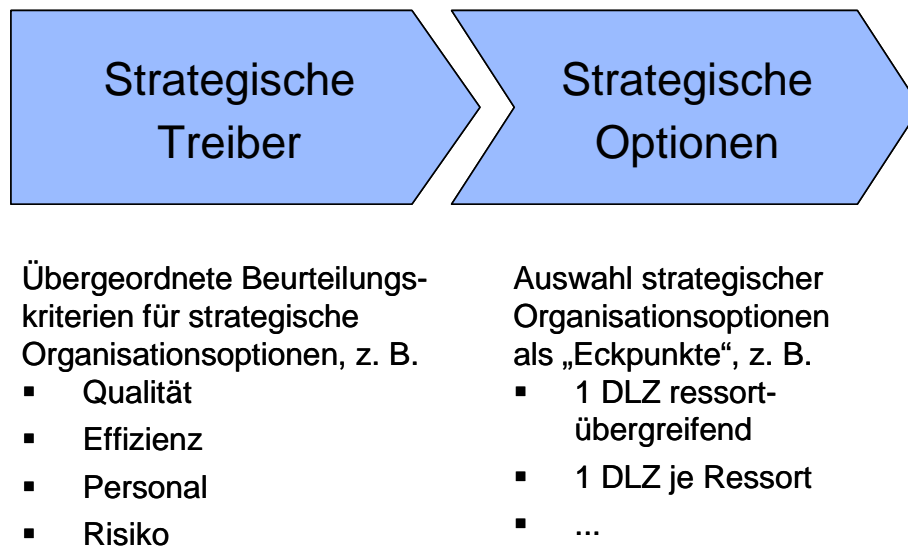 Strategische
Treiber
Strategische
Optionen
Übergeordnete Beurteilungs-
kriterien für strategische
Organisationsoptionen, z. B.
▪ Qualität
▪ Effizienz
▪ Personal
▪ Risiko
Auswahl strategischer
Organisationsoptionen
als „Eckpunkte“, z. B.
▪ 1 DLZ ressort-
übergreifend
▪ 1 DLZ je Ressort
▪ ...